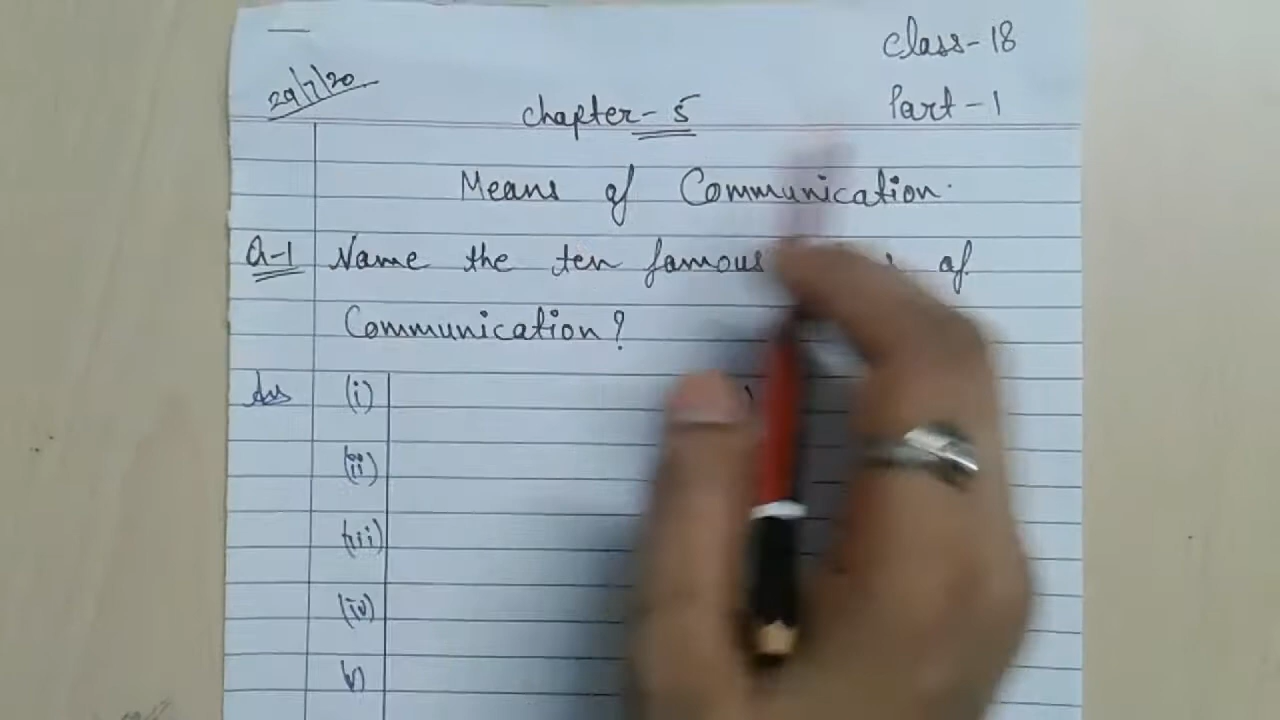 Class-18
29/7/20
Part-1
Chapter-5
Means of Communication.
Q-1 Name the ten famous of
Communication?
Ans (i)
(ii)
(iii)
(iv)
(v)